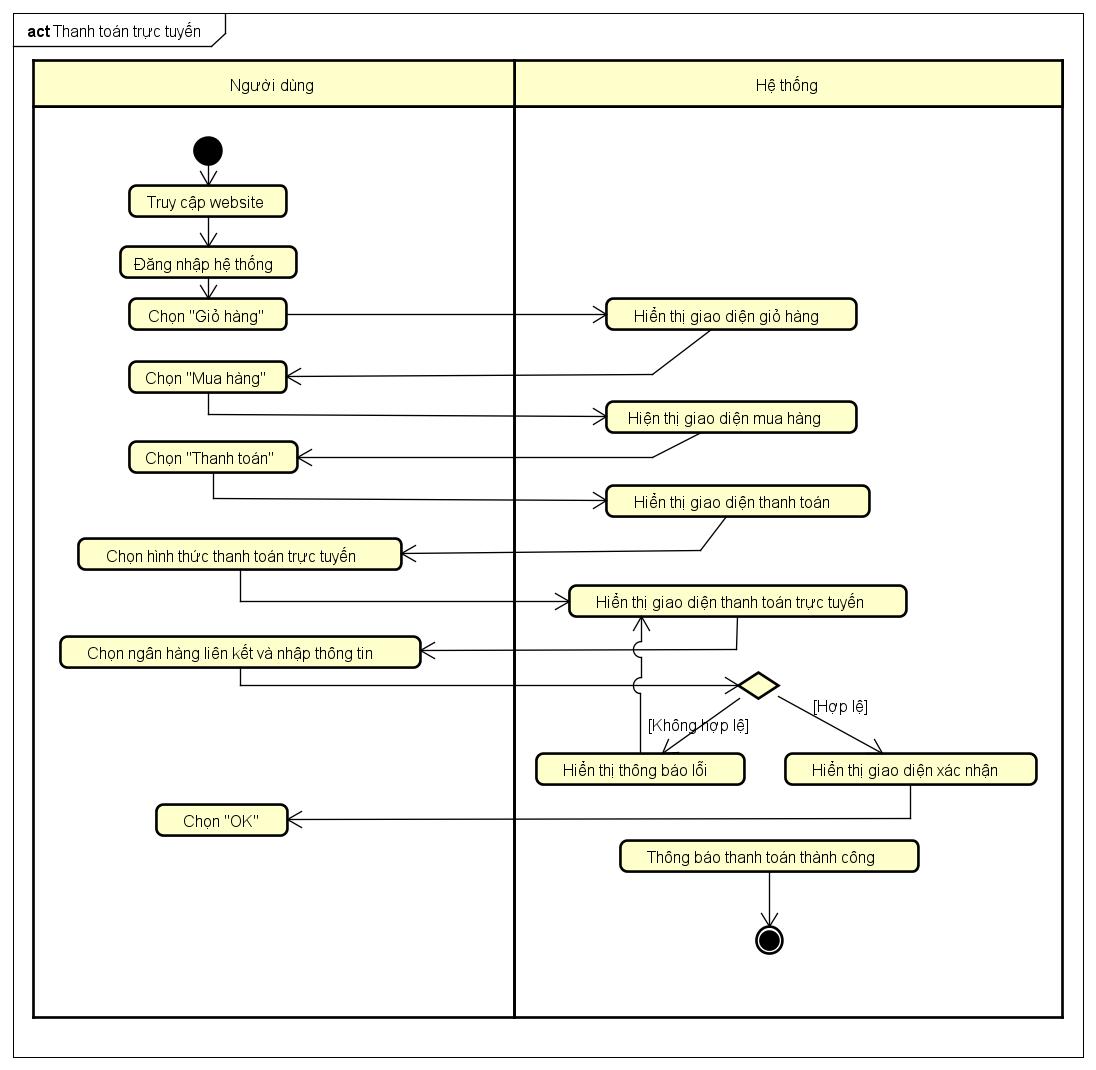 act Thanh toán trực tuyến
Người dùng
Hệ thống
Truy cập website
Đăng nhập hệ thống
Chọn "Giỏ hàng"
Hiển thị giao diện giỏ hàng
Chọn "Mua hàng"
Hiện thị giao diện mua hàng
Chọn "Thanh toán"
Hiển thị giao diện thanh toán
Chọn hình thức thanh toán trực tuyến
Hiển thị giao diện thanh toán trực tuyến
Chọn ngân hàng liên kết và nhập thông tin
[Hợp lệ]
[Không hợp lệ]
Hiển thị thông báo lỗi
Hiển thị giao diện xác nhận
Chọn "OK"
Thông báo thanh toán thành công